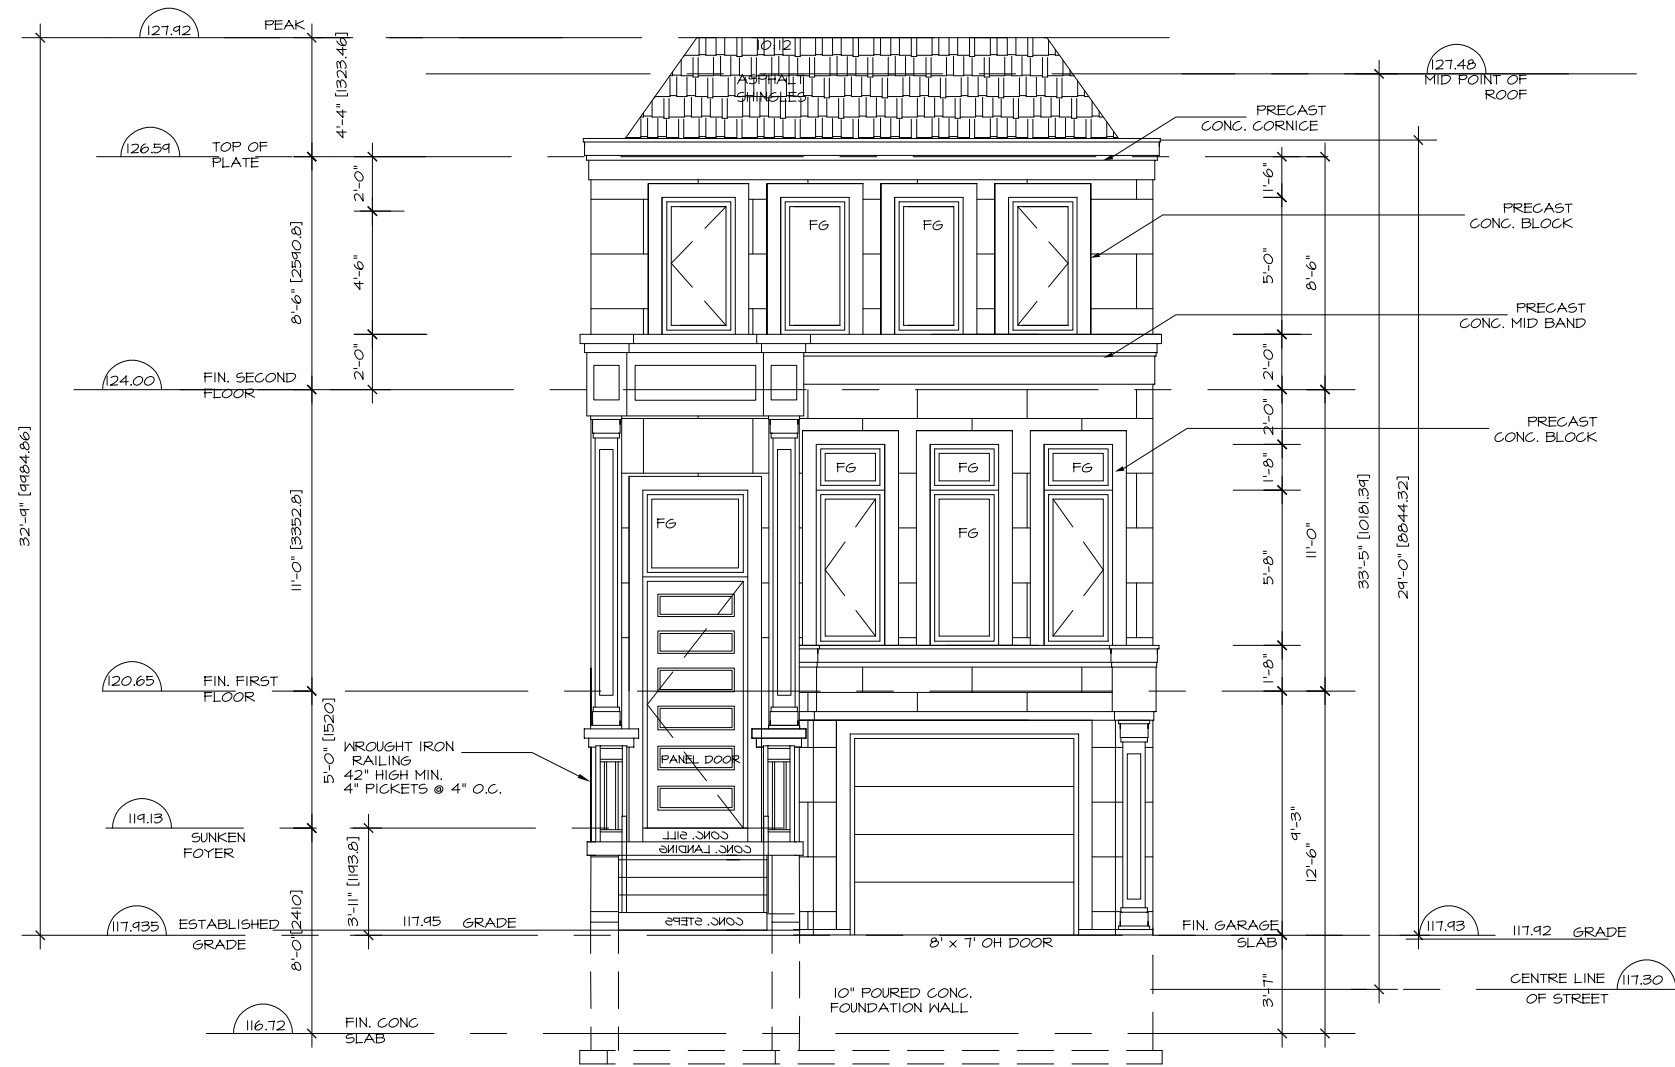 127.92
PEAK
10:12
ASPHALT
SHINGLES
127.48
MID POINT OF
ROOF
4'-4" [1323.46]
PRECAST
CONC. CORNICE
126.59
TOP OF
PLATE
2'-0"
1'-6"
FG
FG
PRECAST
CONC. BLOCK
8'-6" [2590.8]
4'-6"
5'-0"
8'-6"
PRECAST
CONC. MID BAND
2'-0"
2'-0"
124.00
FIN. SECOND
FLOOR
2'-0"
PRECAST
CONC. BLOCK
32'-9" [9984.86]
FG
FG
FG
1'-8"
11'-0" [3352.8]
FG
FG
5'-8"
11'-0"
33'-5" [10181.39]
29'-0" [8844.32]
1'-8"
120.65
FIN. FIRST
FLOOR
5'-0" [1520]
WROUGHT IRON
RAILING
42" HIGH MIN.
4" PICKETS @ 4" O.C.
PANEL DOOR
119.13
SUNKEN
FOYER
CONC. SILL
CONC. LANDING
9'-3"
12'-6"
3'-11" [1193.8]
117.935
ESTABLISHED
GRADE
117.95 GRADE
CONC. STEPS
8'-0" [2410]
8' x 7' OH DOOR
FIN. GARAGE
SLAB
117.93
117.92 GRADE
3'-7"
CENTRE LINE
OF STREET
117.30
10" POURED CONC.
FOUNDATION WALL
116.72
FIN. CONC
SLAB